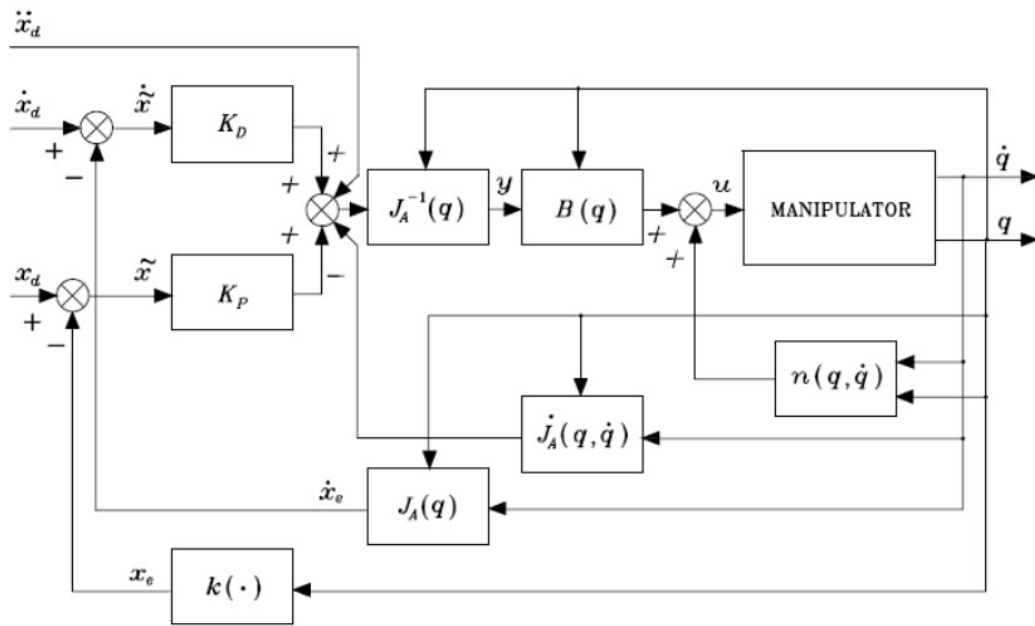 ẍ_d
ẋ_d
+
−
x̃̇
K_D
+
+
+
−
J_A⁻¹(q)
y
B(q)
+
+
u
MANIPULATOR
q̇
q
x_d
+
−
x̃
K_P
n(q, q̇)
J̇_A(q, q̇)
ẋ_e
J_A(q)
x_e
k(·)